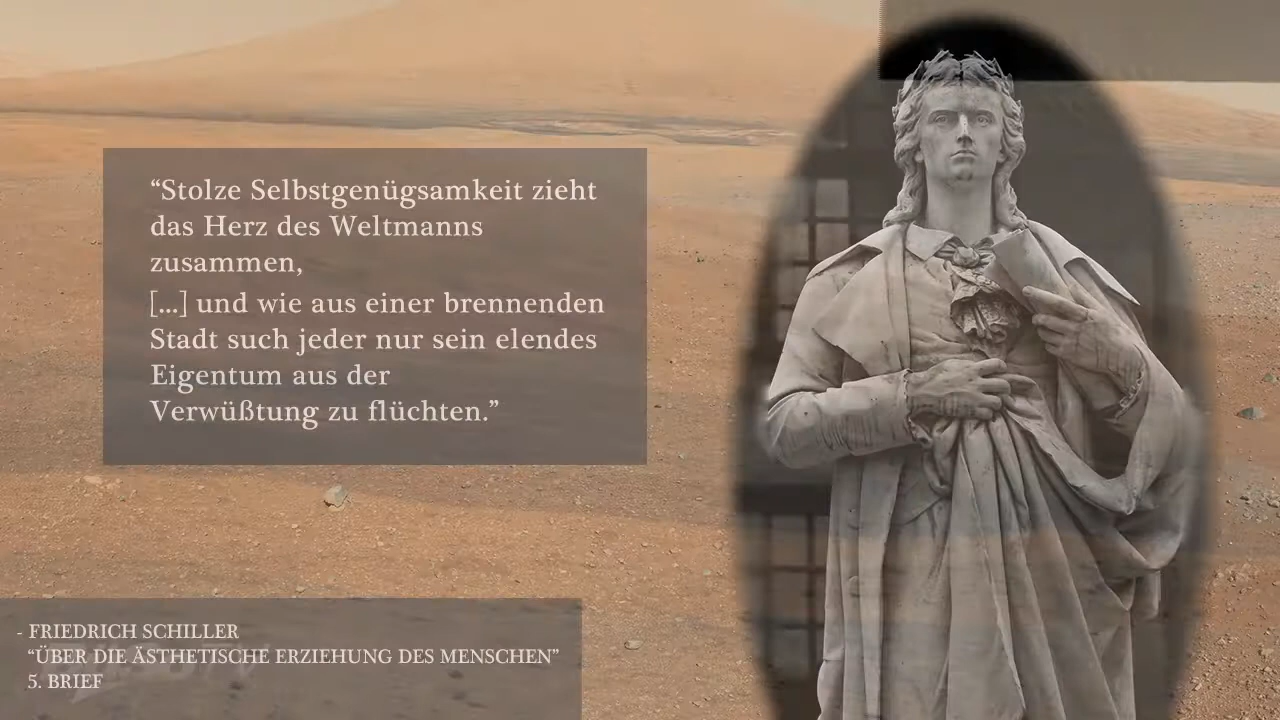 “Stolze Selbstgenügsamkeit zieht
das Herz des Weltmanns
zusammen,
[...] und wie aus einer brennenden
Stadt such jeder nur sein elendes
Eigentum aus der
Verwüßtung zu flüchten.”
- FRIEDRICH SCHILLER
“ÜBER DIE ÄSTHETISCHE ERZIEHUNG DES MENSCHEN”
5. BRIEF